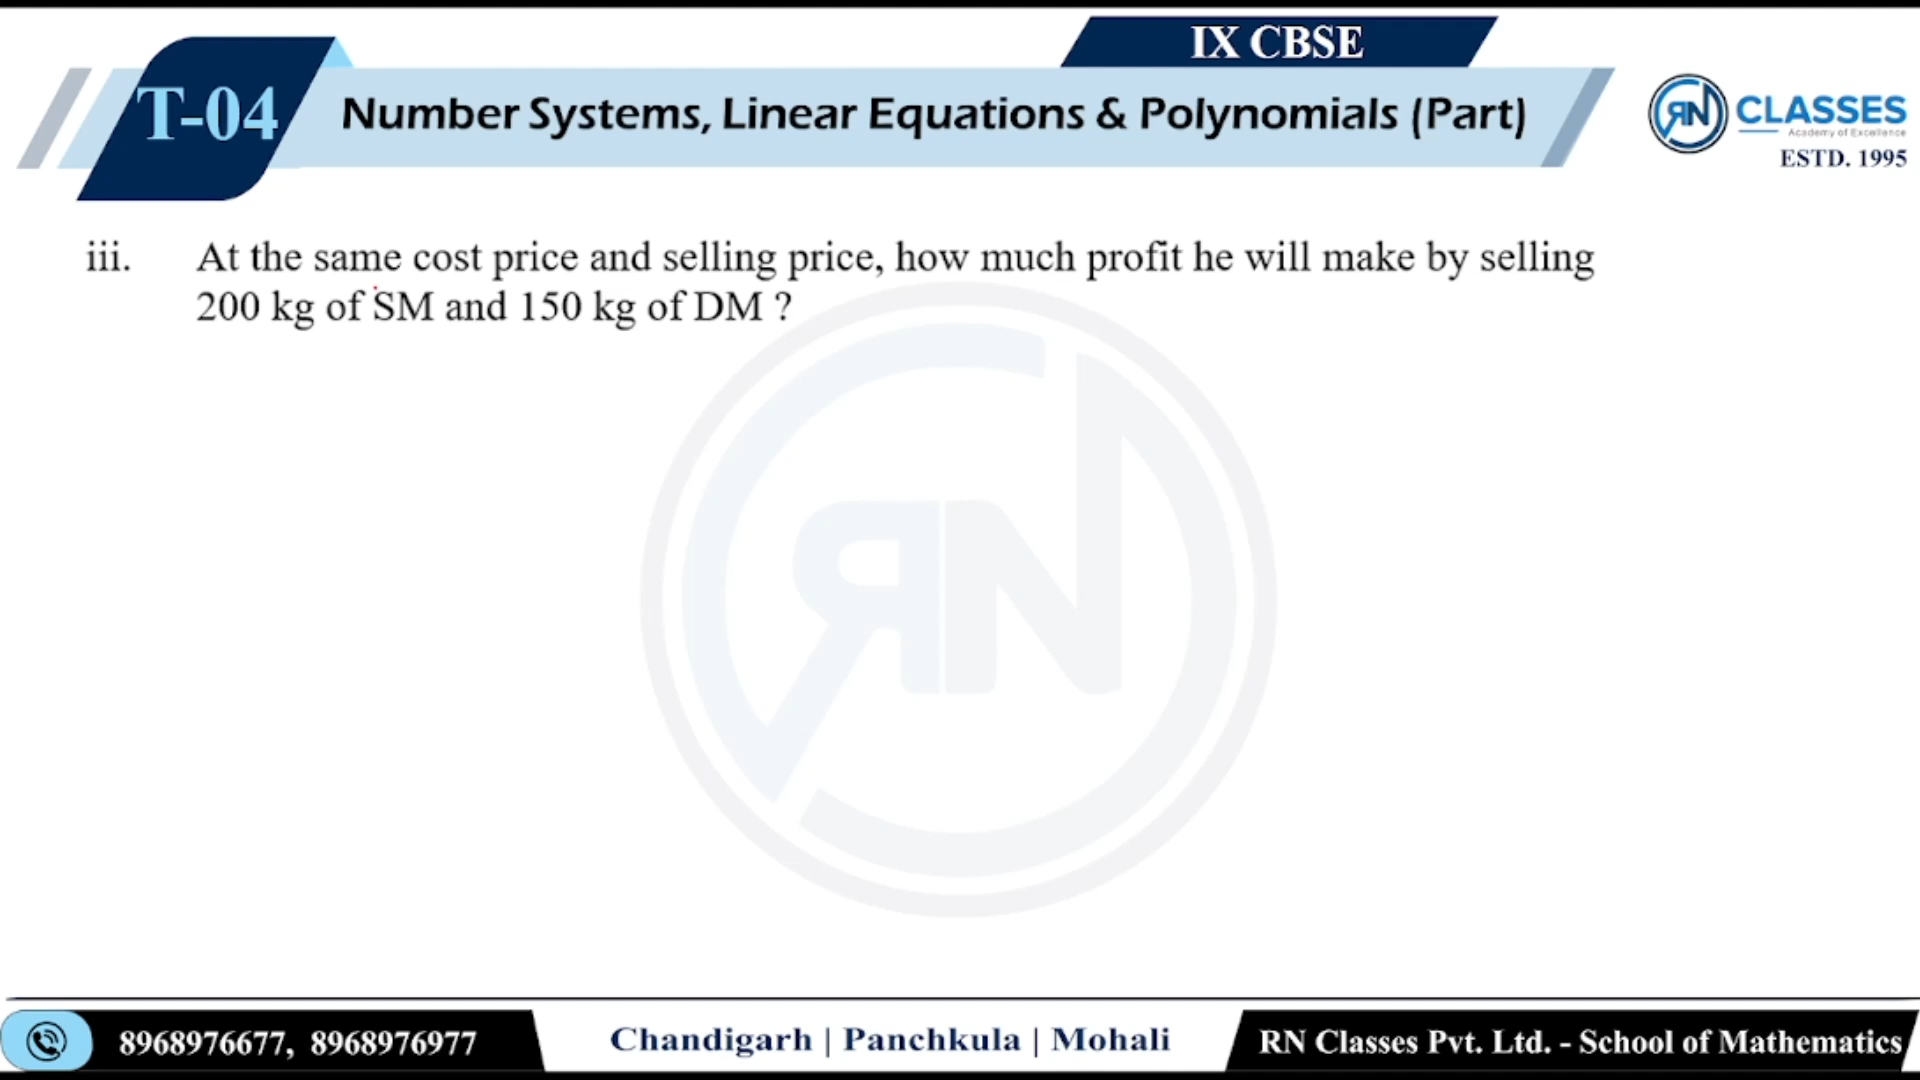 IX CBSE
T-04
Number Systems, Linear Equations & Polynomials (Part)
RN CLASSES
Academy of Excellence
ESTD. 1995
iii. At the same cost price and selling price, how much profit he will make by selling
200 kg of SM and 150 kg of DM ?
RN
8968976677, 8968976977
Chandigarh | Panchkula | Mohali
RN Classes Pvt. Ltd. - School of Mathematics